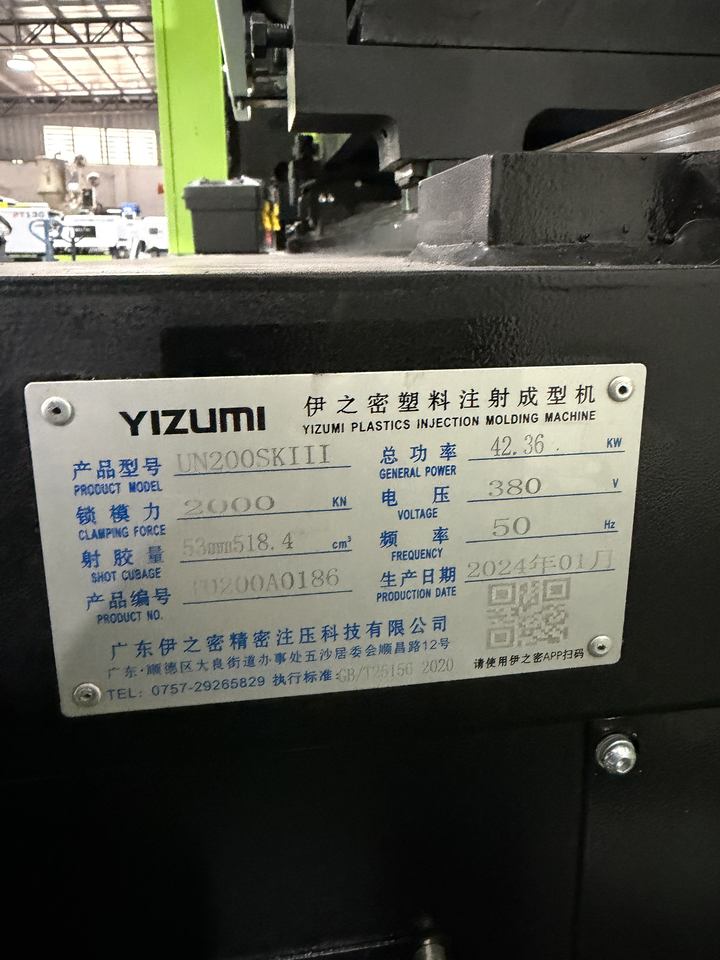 PT130
YIZUMI
伊之密塑料注射成型机
YIZUMI PLASTICS INJECTION MOLDING MACHINE
产品型号 UN200SKIII
PRODUCT MODEL
总功率 42.36 KW
GENERAL POWER
锁模力 2000 KN
CLAMPING FORCE
电压 380 V
VOLTAGE
射胶量 53mm518.4 cm³
SHOT CUBAGE
频率 50 Hz
FREQUENCY
产品编号
PRODUCT NO.
生产日期 2024年01月
PRODUCTION DATE
广东伊之密精密注压科技有限公司
广东·顺德区大良街道办事处五沙居委会顺昌路12号
TEL: 0757-29265829 执行标准:GB/T25156 2020
请使用伊之密APP扫码